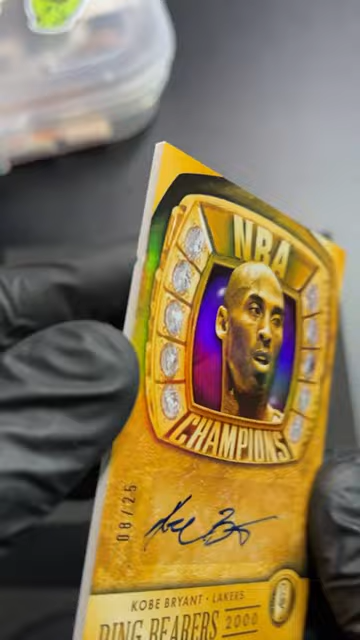 NBA
CHAMPIONS
08/25
KOBE BRYANT · LAKERS
RING BEARERS 2000